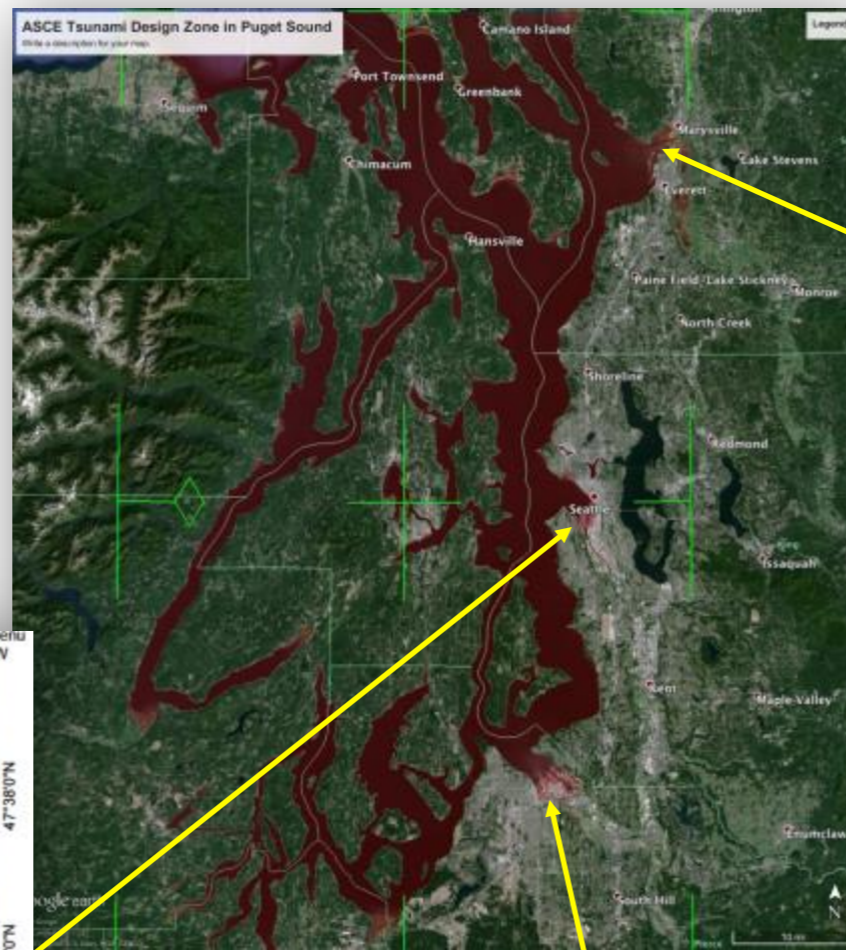 ASCE Tsunami Design Zone in Puget Sound
Write a description for your map.
Legend
Camano Island
Port Townsend
Greenbank
Sequim
Marysville
Chimacum
Lake Stevens
Everett
Hansville
Paine Field-Lake Stickney
Monroe
North Creek
Shoreline
Redmond
Seattle
Issaquah
Kent
Maple Valley
47°38'0"N
Enumclaw
South Hill
N